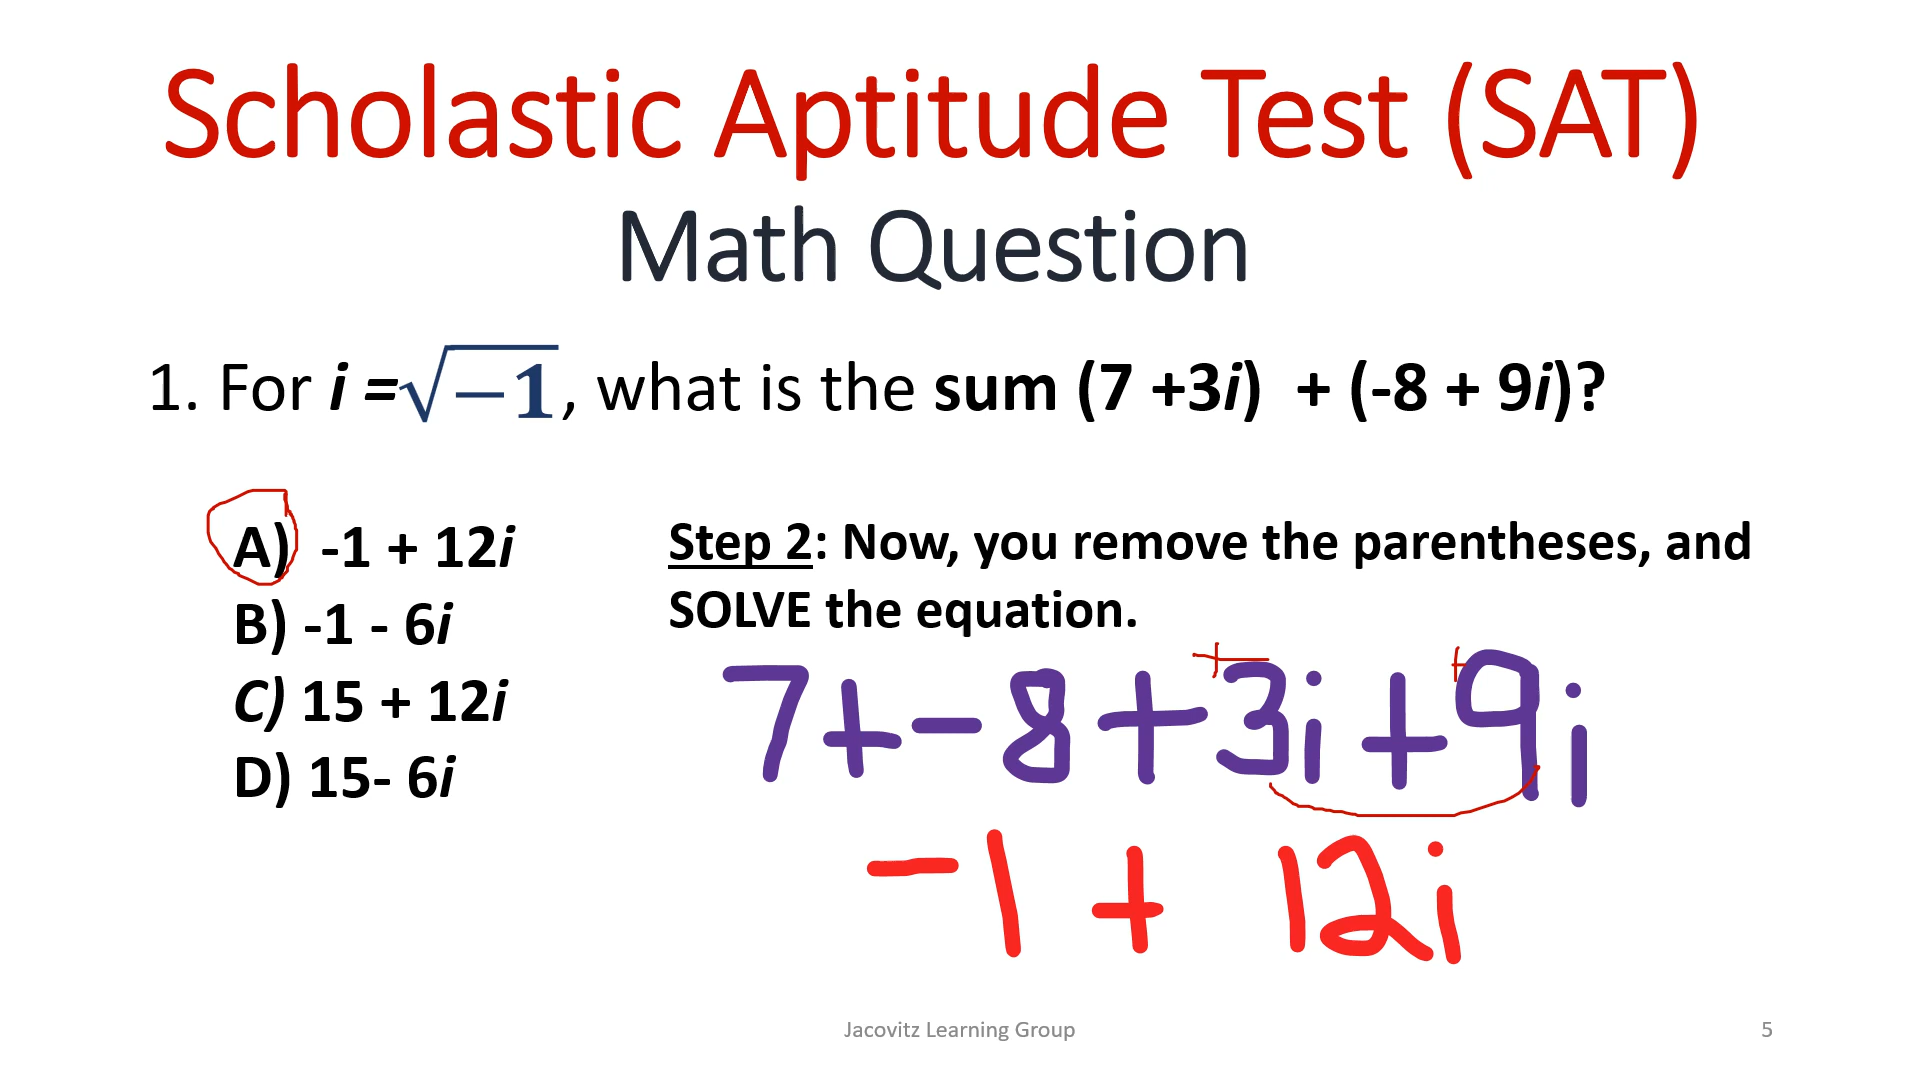 Scholastic Aptitude Test (SAT)
Math Question
1. For i =√−1, what is the sum (7 +3i) + (-8 + 9i)?
A) -1 + 12i
B) -1 - 6i
C) 15 + 12i
D) 15- 6i
Step 2: Now, you remove the parentheses, and
SOLVE the equation.
7+-8+3i+9i
-1 + 12i
Jacovitz Learning Group
5